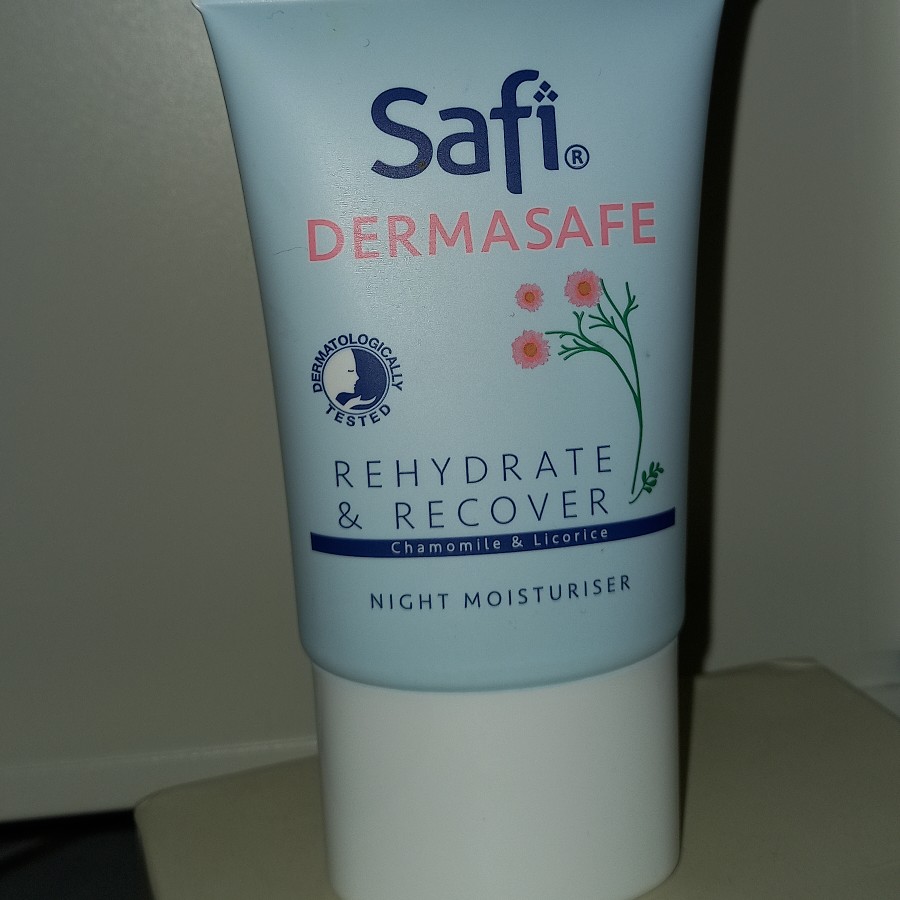 Safi®
DERMASAFE
DERMATOLOGICALLY
TESTED
REHYDRATE
& RECOVER
Chamomile & Licorice
NIGHT MOISTURISER